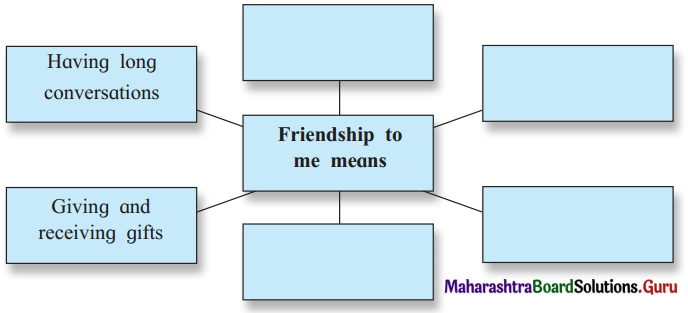 Having long
conversations
Friendship to
me means
Giving and
receiving gifts
MaharashtraBoardSolutions.Guru